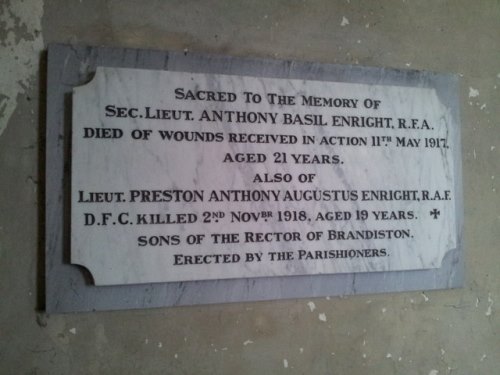 Sacred To The Memory Of
Sec. Lieut. ANTHONY BASIL ENRIGHT, R.F.A.
DIED OF WOUNDS RECEIVED IN ACTION 11TH MAY 1917.
AGED 21 YEARS.
ALSO OF
Lieut. PRESTON ANTHONY AUGUSTUS ENRIGHT, R.A.F.
D.F.C. KILLED 2ND NOVBR 1918, AGED 19 YEARS. ✠
SONS OF THE RECTOR OF BRANDISTON.
Erected by the Parishioners.